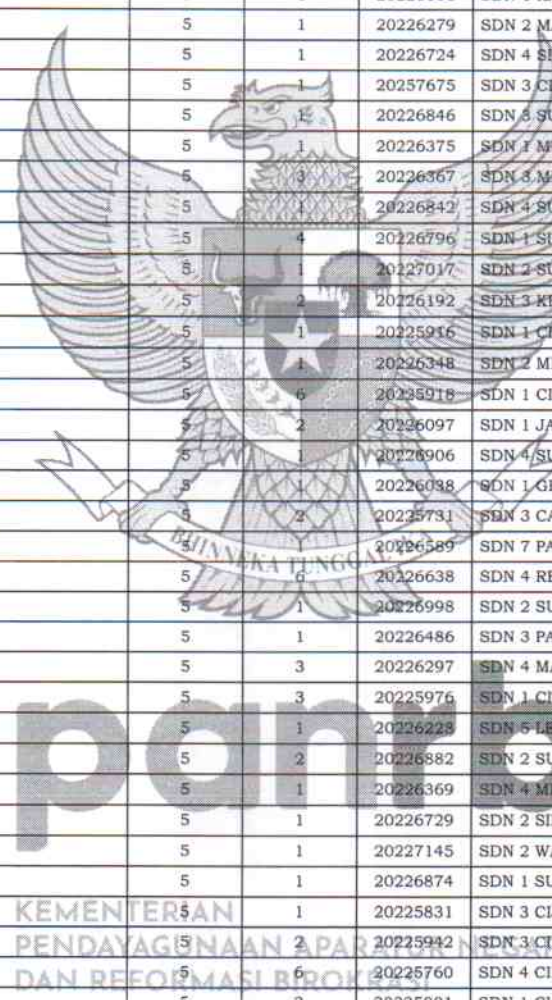 5 1 20226279 SDN 2
5 1 20226724 SDN 4
5 1 20257675 SDN 3
5 1 20226846 SDN 3
5 1 20226375 SDN 1
5 3 20226367 SDN 3
5 1 20226842 SDN 4
5 4 20226796 SDN 1
5 1 20227017 SDN 2
5 2 20226192 SDN 3
5 1 20225916 SDN 1
5 1 20226348 SDN 2
5 6 20225918 SDN 1
5 2 20226097 SDN 1
5 1 20226906 SDN 4
5 1 20226038 SDN 1
5 2 20225731 SDN 3
5 1 20226589 SDN 7
BHINNEKA TUNGGAL
5 6 20226638 SDN 4
5 1 20226998 SDN 2
5 1 20226486 SDN 3
5 3 20226297 SDN 4
5 3 20225976 SDN 1
5 1 20226223 SDN 5
5 2 20226882 SDN 2
panrb
5 1 20226369 SDN 4
5 1 20226729 SDN 2
5 1 20227145 SDN 2
5 1 20226874 SDN 1
5 1 20225831 SDN 3
KEMENTERIAN
5 2 20225942 SDN 3
PENDAYAGUNAAN APARATUR NEGARA
5 6 20225760 SDN 4
DAN REFORMASI BIROKRASI